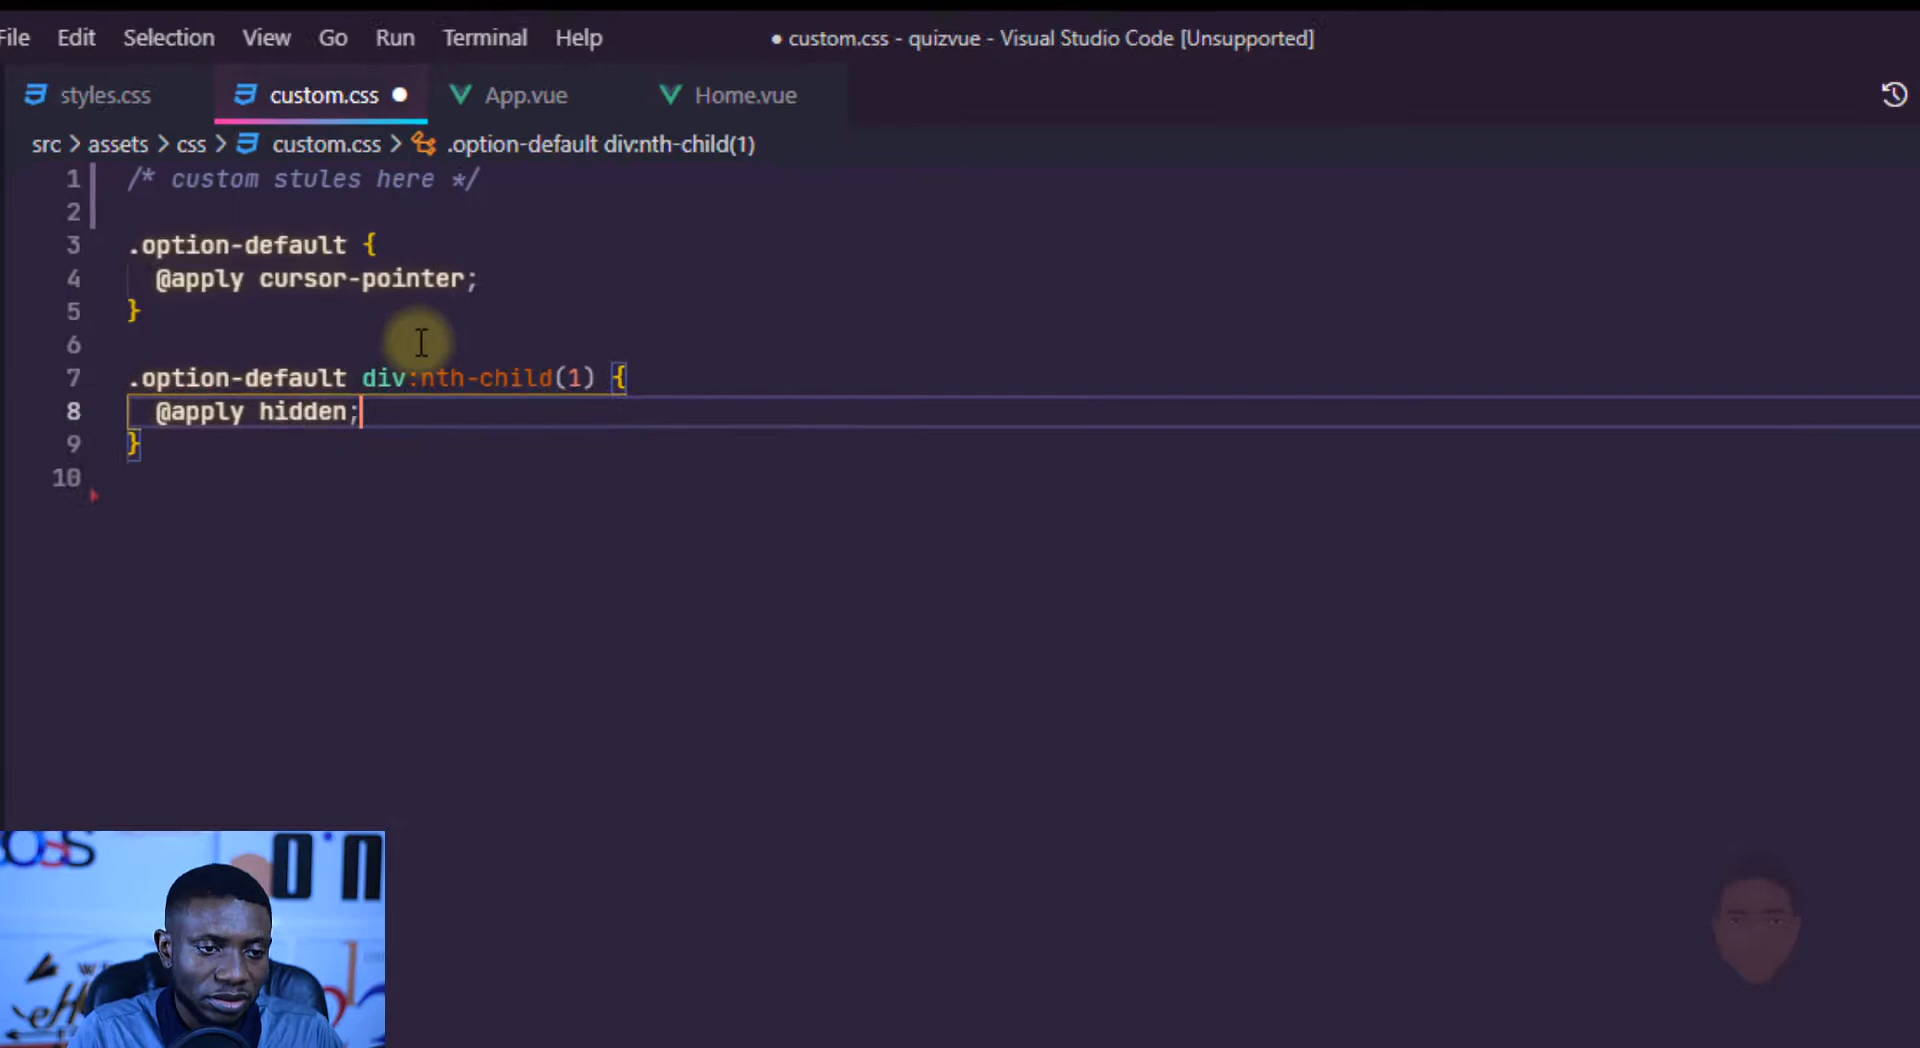 File Edit Selection View Go Run Terminal Help ● custom.css - quizvue - Visual Studio Code [Unsupported]
styles.css custom.css ● App.vue Home.vue
src > assets > css > custom.css > .option-default div:nth-child(1)
1 /* custom stules here */
2
3 .option-default {
4 @apply cursor-pointer;
5 }
6
7 .option-default div:nth-child(1) {
8 @apply hidden;
9 }
10